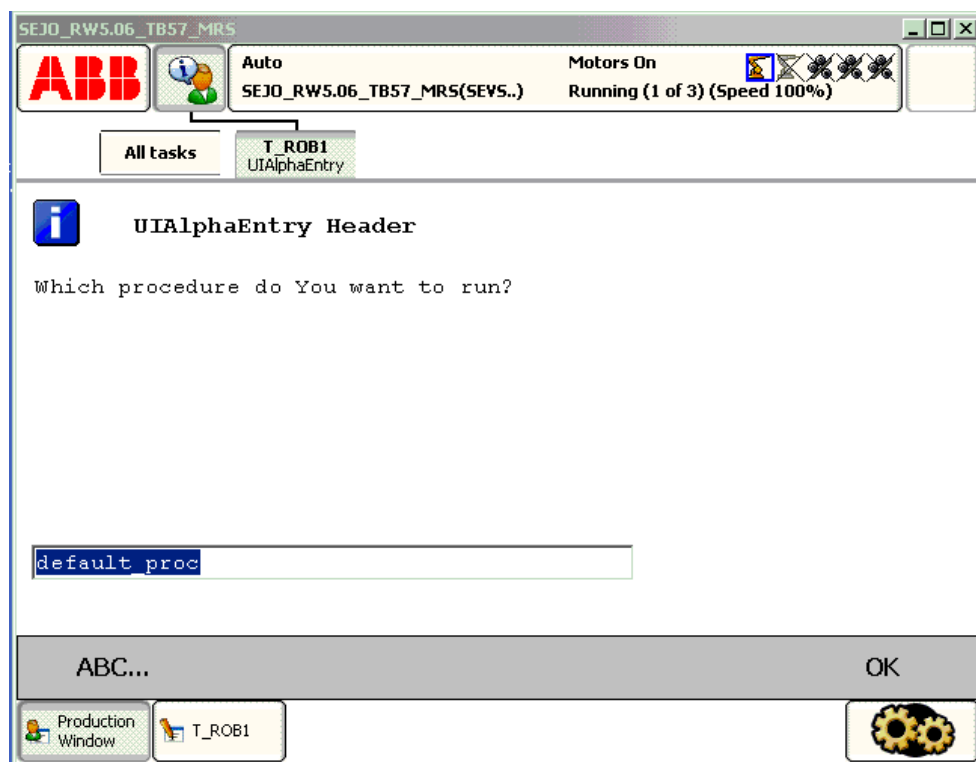 SEJO_RW5.06_TB57_MRS
ABB
Auto
Motors On
SEJO_RW5.06_TB57_MRS(SEVS..)
Running (1 of 3) (Speed 100%)
All tasks
T_ROB1
UIAlphaEntry
UIAlphaEntry Header
Which procedure do You want to run?
default_proc
ABC...
OK
Production
Window
T_ROB1